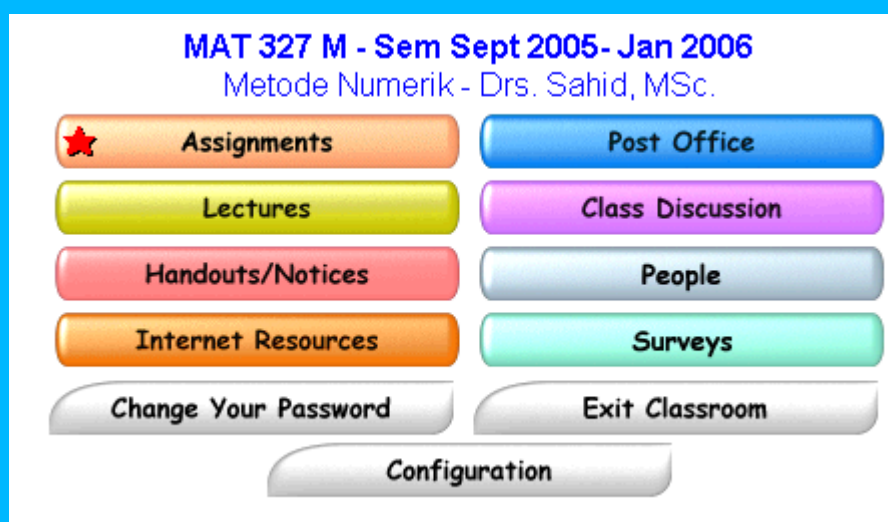 MAT 327 M - Sem Sept 2005- Jan 2006
Metode Numerik - Drs. Sahid, MSc.
Assignments
Post Office
Lectures
Class Discussion
Handouts/Notices
People
Internet Resources
Surveys
Change Your Password
Exit Classroom
Configuration